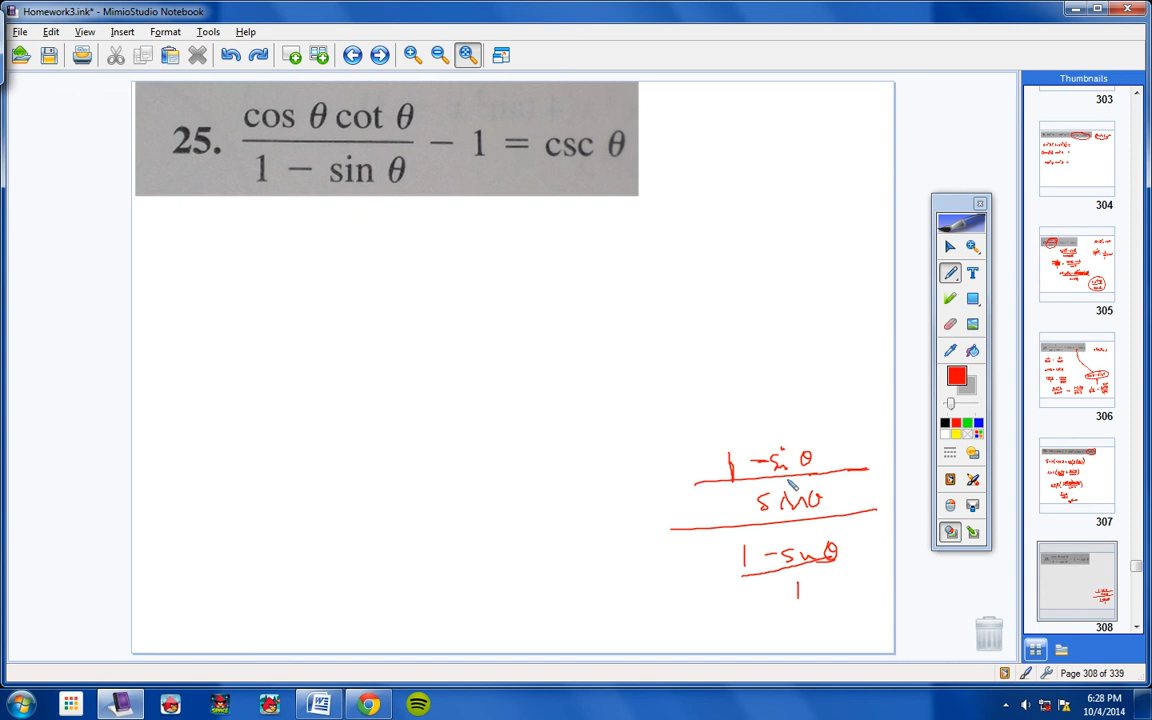 Homework3.ink* - MimioStudio Notebook
File Edit View Insert Format Tools Help
Thumbnails
25. cos θ cot θ / 1 − sin θ − 1 = csc θ
303
304
305
306
307
308
1 − sin θ
sin θ
1 − sin θ
1
Page 308 of 339
6:28 PM
10/4/2014